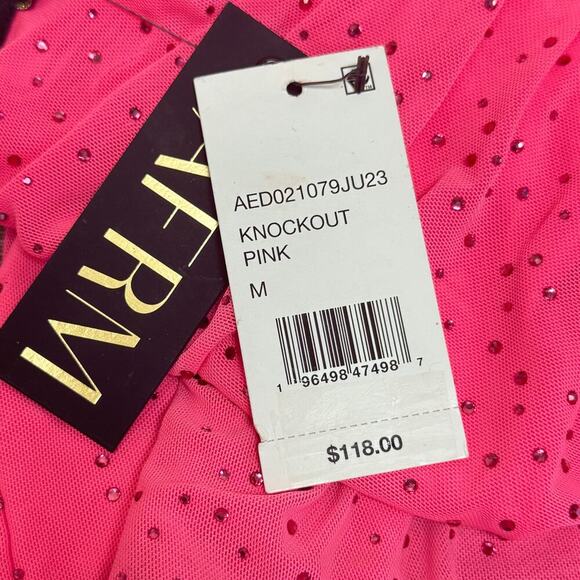 AFRM
AED021079JU23
KNOCKOUT
PINK
M
1 96498 47498 7
$118.00